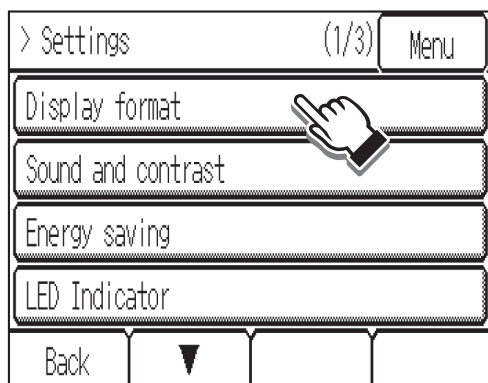 > Settings (1/3) Menu
Display format
Sound and contrast
Energy saving
LED Indicator
Back ▼